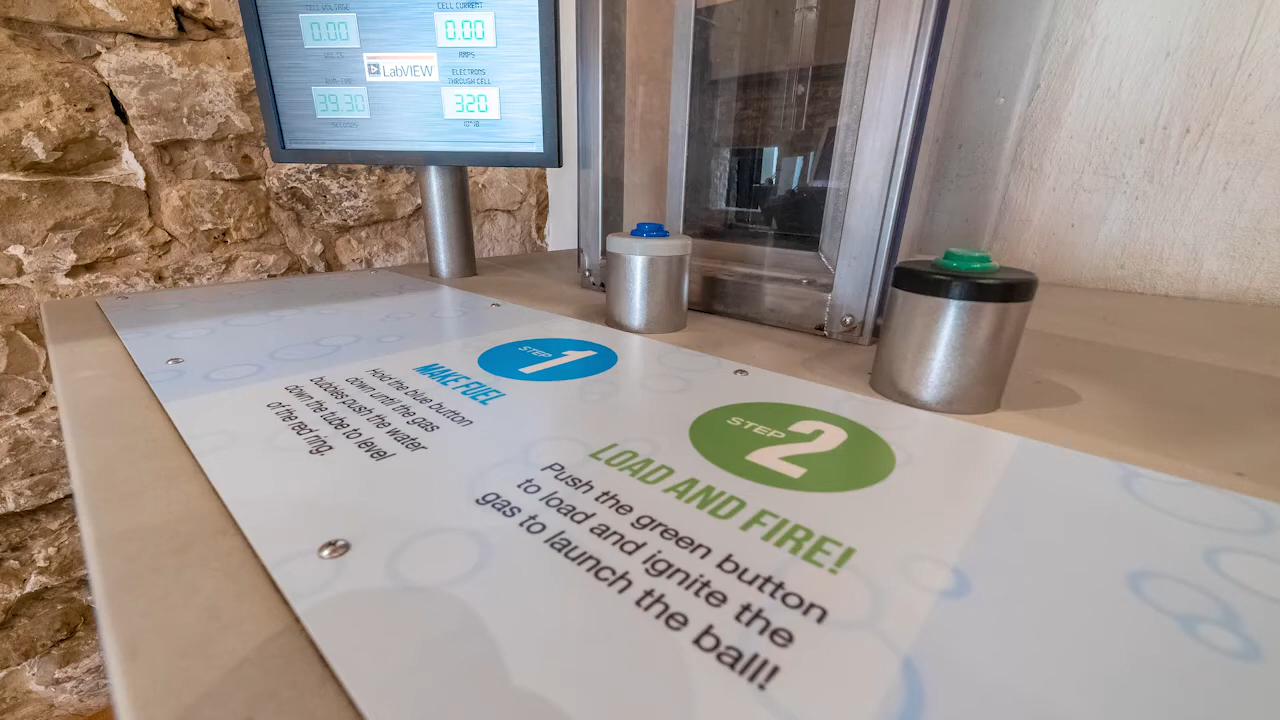 CELL VOLTAGE
CELL CURRENT
0.00
0.00
AMPS
LabVIEW
RUN-TIME
ELECTRONS
THROUGH CELL
39.30
320
SECONDS
STEP 1
MAKE FUEL
Hold the blue button
down until the gas
bubbles push the water
down the tube to level
of the red ring.
STEP 2
LOAD AND FIRE!
Push the green button
to load and ignite the
gas to launch the ball!